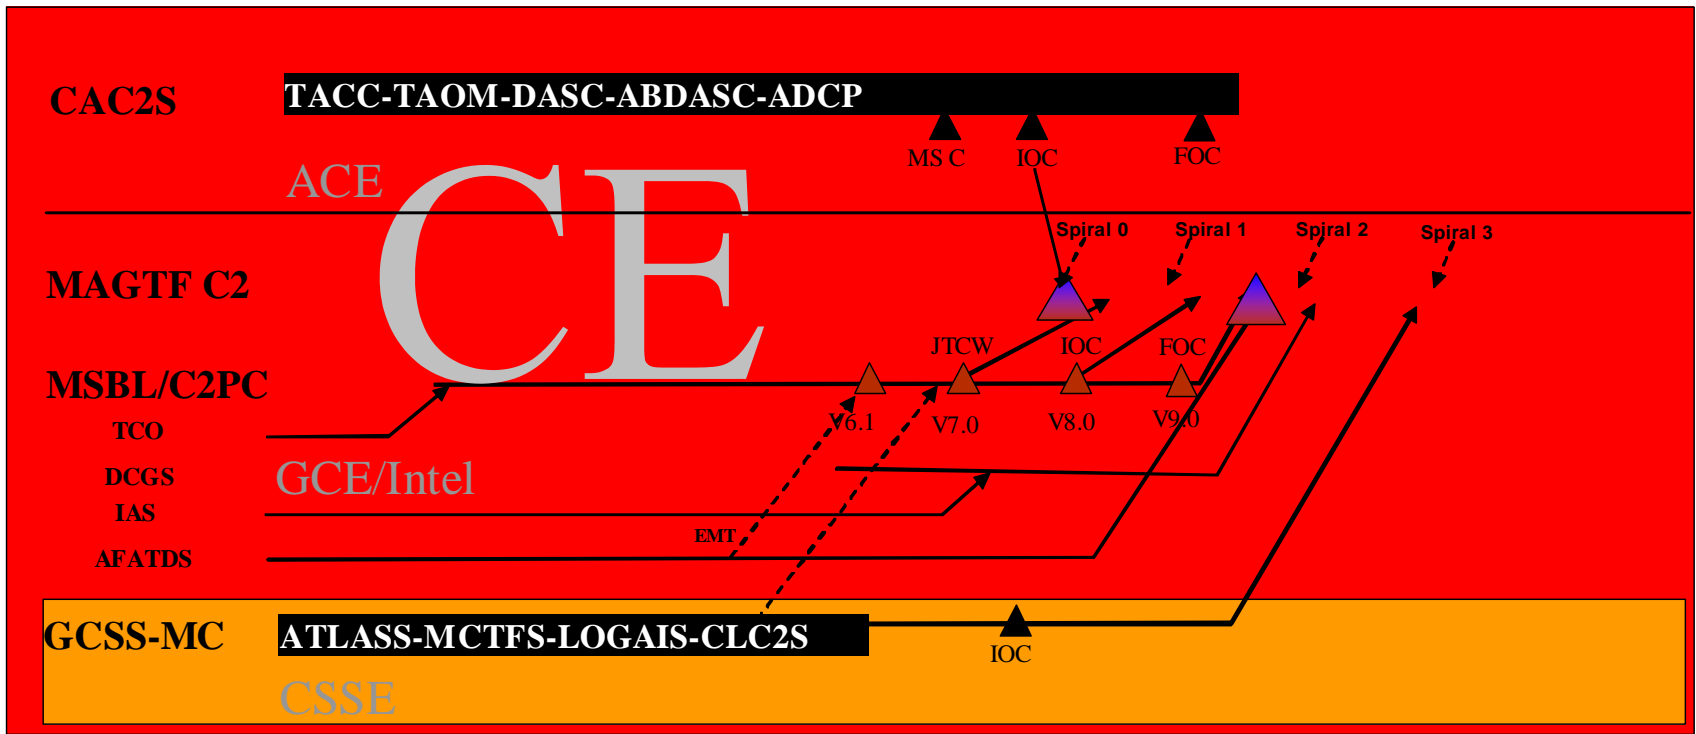 CAC2S
TACC-TAOM-DASC-ABDASC-ADCP
MS C
IOC
FOC
ACE
CE
Spiral 0
Spiral 1
Spiral 2
Spiral 3
MAGTF C2
JTCW
IOC
FOC
MSBL/C2PC
V6.1
V7.0
V8.0
V9.0
TCO
DCGS
GCE/Intel
IAS
EMT
AFATDS
GCSS-MC
ATLASS-MCTFS-LOGAIS-CLC2S
IOC
CSSE